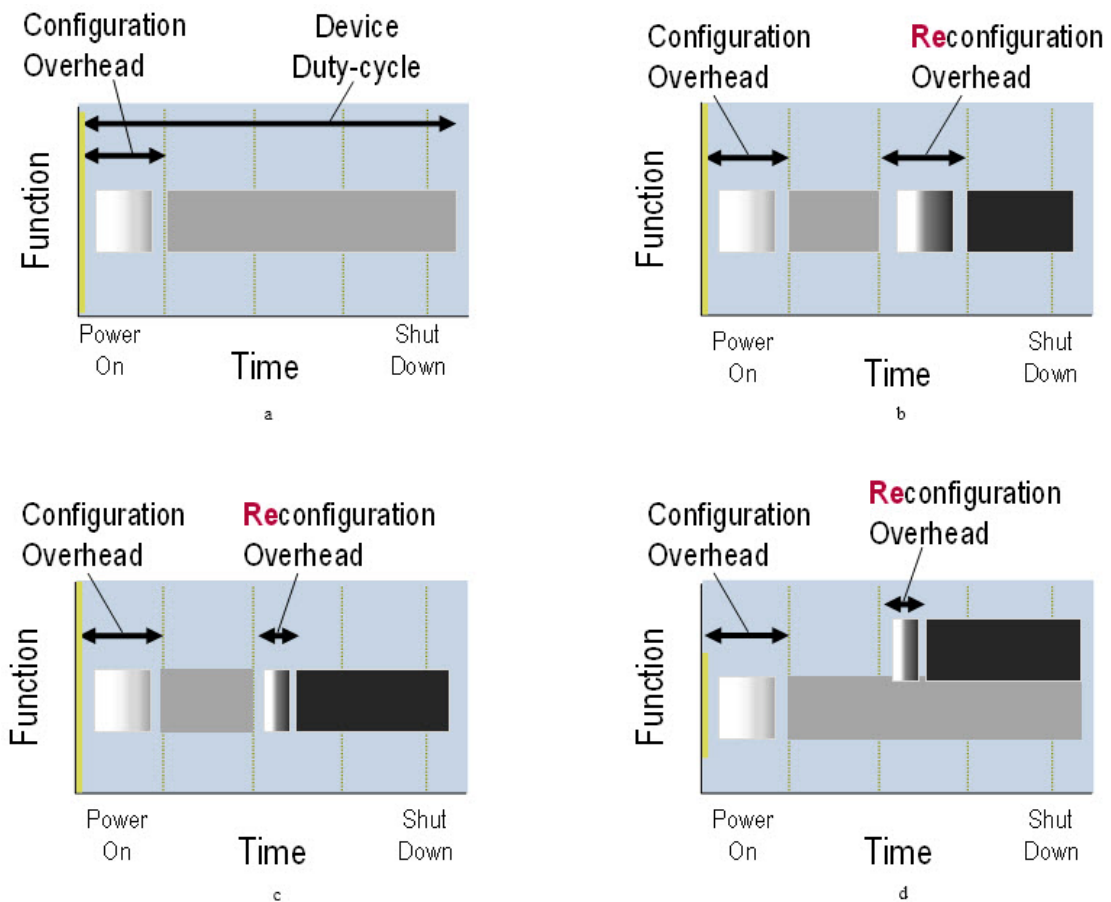 Configuration
Overhead
Device
Duty-cycle
Function
Power
On
Time
Shut
Down
a
Configuration
Overhead
Reconfiguration
Overhead
Function
Power
On
Time
Shut
Down
b
Configuration
Overhead
Reconfiguration
Overhead
Function
Power
On
Time
Shut
Down
c
Configuration
Overhead
Reconfiguration
Overhead
Function
Power
On
Time
Shut
Down
d